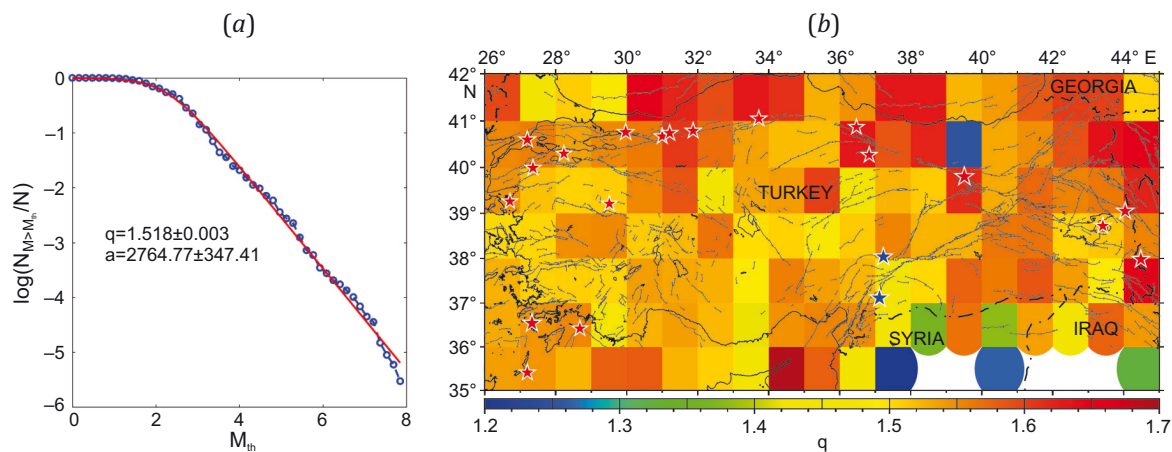 (a)
0
−1
−2
−3
−4
−5
−6
log(N_M>M_th/N)
q=1.518±0.003
a=2764.77±347.41
0 2 4 6 8
M_th
(b)
26° 28° 30° 32° 34° 36° 38° 40° 42° 44° E
42°
N
41°
40°
39°
38°
37°
36°
35°
GEORGIA
TURKEY
SYRIA
IRAQ
1.2 1.3 1.4 1.5 1.6 1.7
q